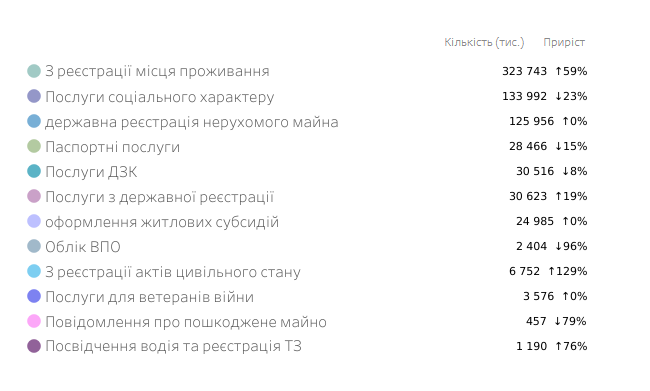 Кількість (тис.) Приріст
З реєстрації місця проживання 323 743 ↑59%
Послуги соціального характеру 133 992 ↓23%
державна реєстрація нерухомого майна 125 956 ↑0%
Паспортні послуги 28 466 ↓15%
Послуги ДЗК 30 516 ↓8%
Послуги з державної реєстрації 30 623 ↑19%
оформлення житлових субсидій 24 985 ↑0%
Облік ВПО 2 404 ↓96%
З реєстрації актів цивільного стану 6 752 ↑129%
Послуги для ветеранів війни 3 576 ↑0%
Повідомлення про пошкоджене майно 457 ↓79%
Посвідчення водія та реєстрація ТЗ 1 190 ↑76%